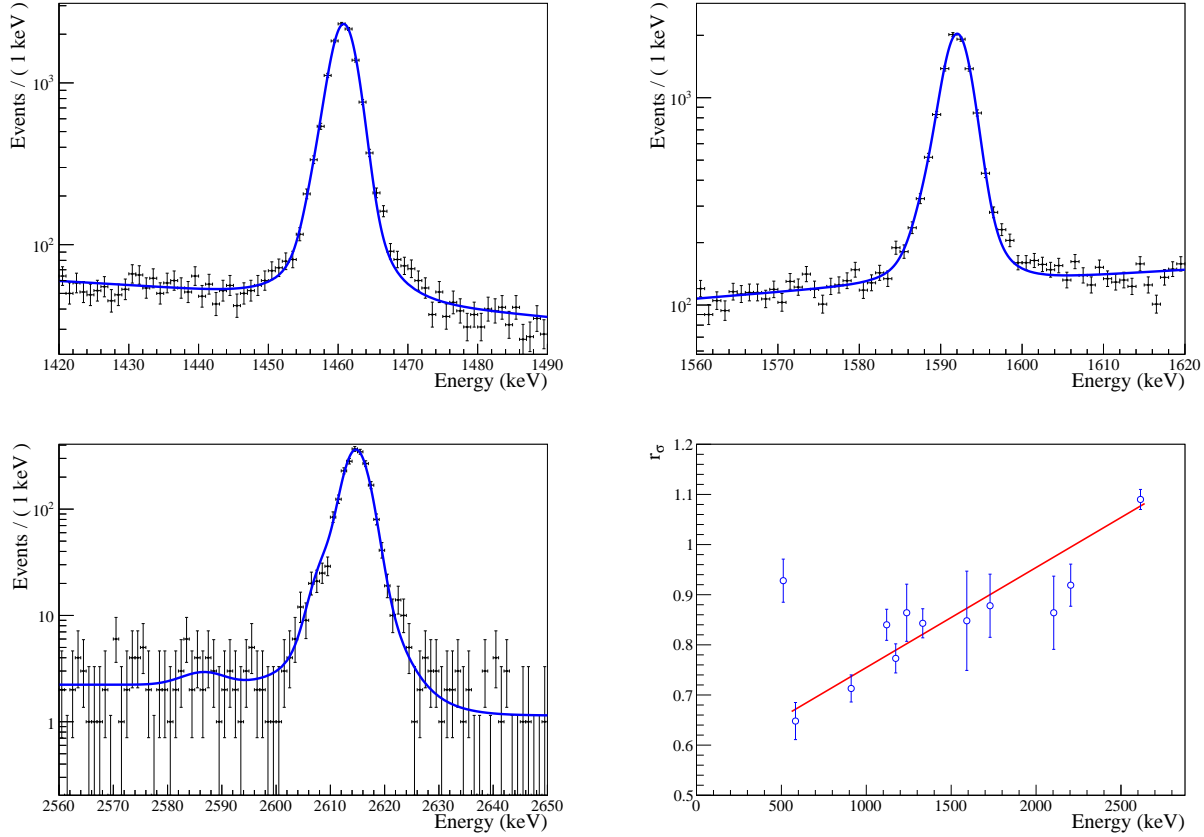 Events / ( 1 keV )
10³
10²
1420 1430 1440 1450 1460 1470 1480 1490
Energy (keV)
Events / ( 1 keV )
10³
10²
1560 1570 1580 1590 1600 1610 1620
Energy (keV)
Events / ( 1 keV )
10²
10
1
2560 2570 2580 2590 2600 2610 2620 2630 2640 2650
Energy (keV)
r_σ
1.2
1.1
1
0.9
0.8
0.7
0.6
0.5
0 500 1000 1500 2000 2500
Energy (keV)